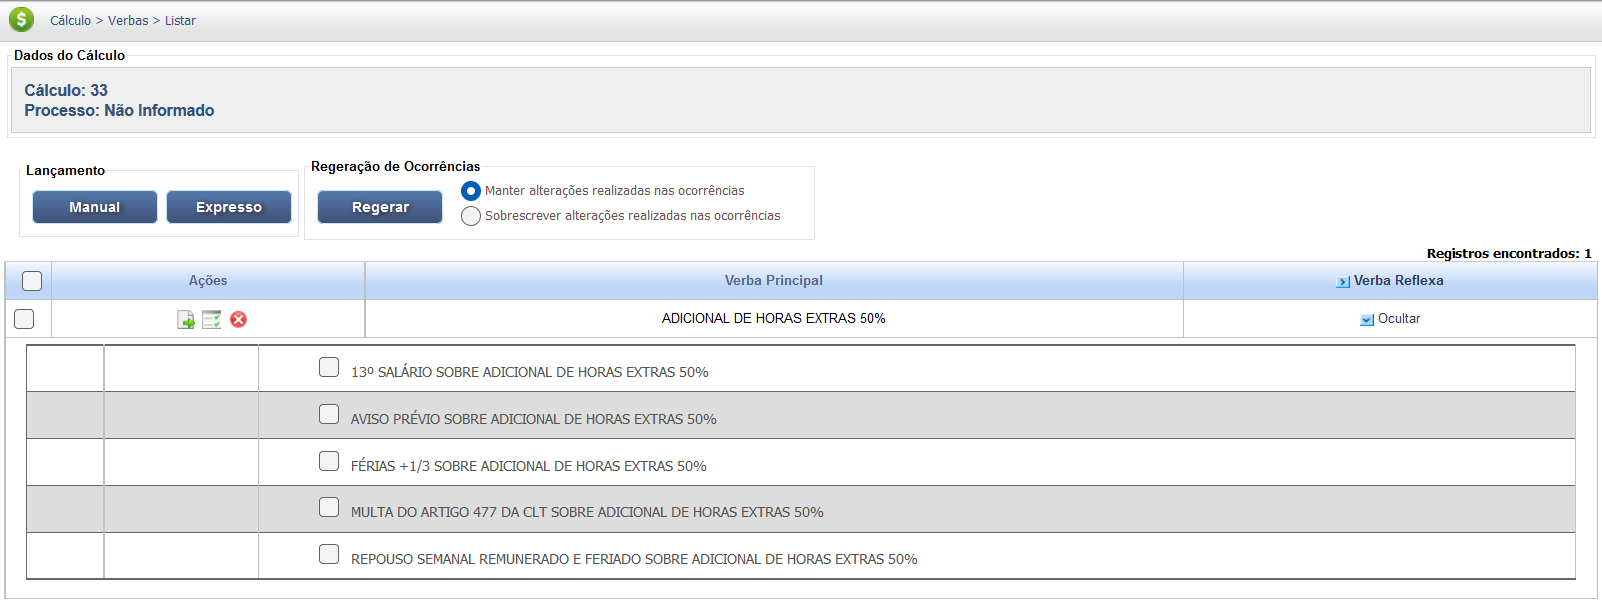 Cálculo > Verbas > Listar
Dados do Cálculo
Cálculo: 33
Processo: Não Informado
Lançamento
Manual Expresso
Regeração de Ocorrências
Regerar
Manter alterações realizadas nas ocorrências
Sobrescrever alterações realizadas nas ocorrências
Registros encontrados: 1
Ações Verba Principal Verba Reflexa
ADICIONAL DE HORAS EXTRAS 50% Ocultar
13º SALÁRIO SOBRE ADICIONAL DE HORAS EXTRAS 50%
AVISO PRÉVIO SOBRE ADICIONAL DE HORAS EXTRAS 50%
FÉRIAS +1/3 SOBRE ADICIONAL DE HORAS EXTRAS 50%
MULTA DO ARTIGO 477 DA CLT SOBRE ADICIONAL DE HORAS EXTRAS 50%
REPOUSO SEMANAL REMUNERADO E FERIADO SOBRE ADICIONAL DE HORAS EXTRAS 50%